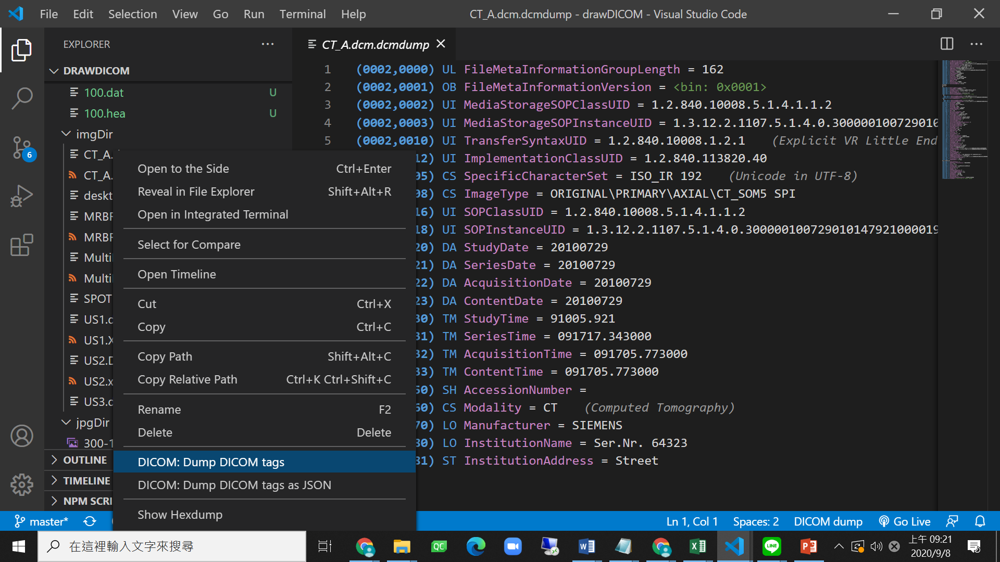 File Edit Selection View Go Run Terminal Help
CT_A.dcm.dcmdump - drawDICOM - Visual Studio Code
EXPLORER
DRAWDICOM
100.dat U
100.hea U
imgDir
CT_A.
CT_A.
deskt
MRBF
MRBF
Multi
Multi
SPOT
US1.
US1.X
US2.D
US2.x
US3.
jpgDir
300-1
OUTLINE
TIMELINE
NPM SCRI
6
Open to the Side Ctrl+Enter
Reveal in File Explorer Shift+Alt+R
Open in Integrated Terminal
Select for Compare
Open Timeline
Cut Ctrl+X
Copy Ctrl+C
Copy Path Shift+Alt+C
Copy Relative Path Ctrl+K Ctrl+Shift+C
Rename F2
Delete Delete
DICOM: Dump DICOM tags
DICOM: Dump DICOM tags as JSON
Show Hexdump
CT_A.dcm.dcmdump
1 (0002,0000) UL FileMetaInformationGroupLength = 162
2 (0002,0001) OB FileMetaInformationVersion = <bin: 0x0001>
3 (0002,0002) UI MediaStorageSOPClassUID = 1.2.840.10008.5.1.4.1.1.2
4 (0002,0003) UI MediaStorageSOPInstanceUID = 1.3.12.2.1107.5.1.4.0.30000010072901
5 (0002,0010) UI TransferSyntaxUID = 1.2.840.10008.1.2.1 (Explicit VR Little End
12) UI ImplementationClassUID = 1.2.840.113820.40
05) CS SpecificCharacterSet = ISO_IR 192 (Unicode in UTF-8)
08) CS ImageType = ORIGINAL\PRIMARY\AXIAL\CT_SOM5 SPI
16) UI SOPClassUID = 1.2.840.10008.5.1.4.1.1.2
18) UI SOPInstanceUID = 1.3.12.2.1107.5.1.4.0.300000100729010147921000019
20) DA StudyDate = 20100729
21) DA SeriesDate = 20100729
22) DA AcquisitionDate = 20100729
23) DA ContentDate = 20100729
30) TM StudyTime = 91005.921
31) TM SeriesTime = 091717.343000
32) TM AcquisitionTime = 091705.773000
33) TM ContentTime = 091705.773000
50) SH AccessionNumber =
60) CS Modality = CT (Computed Tomography)
70) LO Manufacturer = SIEMENS
80) LO InstitutionName = Ser.Nr. 64323
81) ST InstitutionAddress = Street
master*
Ln 1, Col 1 Spaces: 2 DICOM dump Go Live
在這裡輸入文字來搜尋
QC
LINE
上午 09:21
2020/9/8